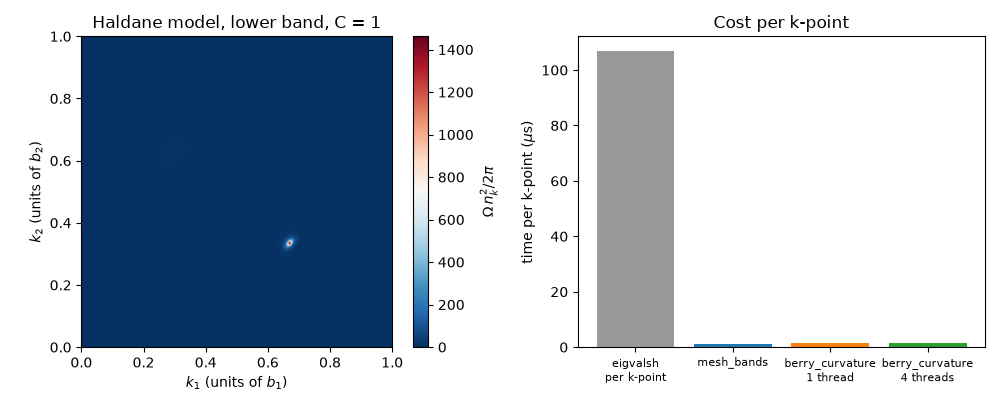 Haldane model, lower band, C = 1
1.0
0.8
0.6
0.4
0.2
0.0
k₂ (units of b₂)
0.0 0.2 0.4 0.6 0.8 1.0
k₁ (units of b₁)
1400
1200
1000
800
600
400
200
0
Ω nₖ²/2π
Cost per k-point
100
80
60
40
20
0
time per k-point (μs)
eigvalsh
per k-point
mesh_bands
berry_curvature
1 thread
berry_curvature
4 threads